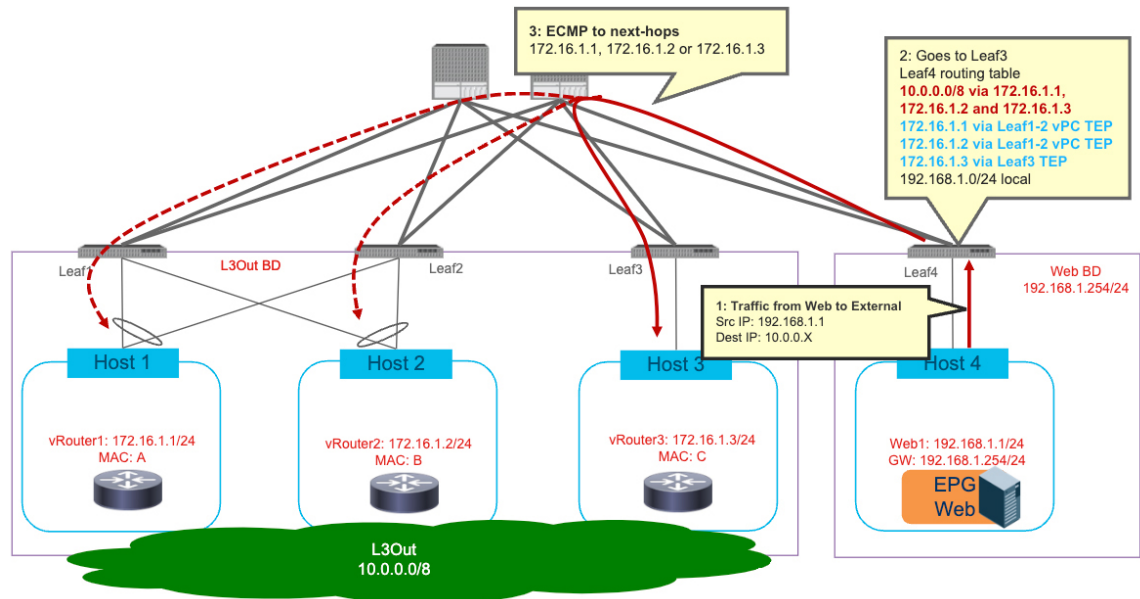 3: ECMP to next-hops
172.16.1.1, 172.16.1.2 or 172.16.1.3
2: Goes to Leaf3
Leaf4 routing table
10.0.0.0/8 via 172.16.1.1,
172.16.1.2 and 172.16.1.3
172.16.1.1 via Leaf1-2 vPC TEP
172.16.1.2 via Leaf1-2 vPC TEP
172.16.1.3 via Leaf3 TEP
192.168.1.0/24 local
Leaf1
L3Out BD
Leaf2
Leaf3
Leaf4
Web BD
192.168.1.254/24
1: Traffic from Web to External
Src IP: 192.168.1.1
Dest IP: 10.0.0.X
Host 1
Host 2
Host 3
Host 4
vRouter1: 172.16.1.1/24
MAC: A
vRouter2: 172.16.1.2/24
MAC: B
vRouter3: 172.16.1.3/24
MAC: C
Web1: 192.168.1.1/24
GW: 192.168.1.254/24
EPG
Web
L3Out
10.0.0.0/8